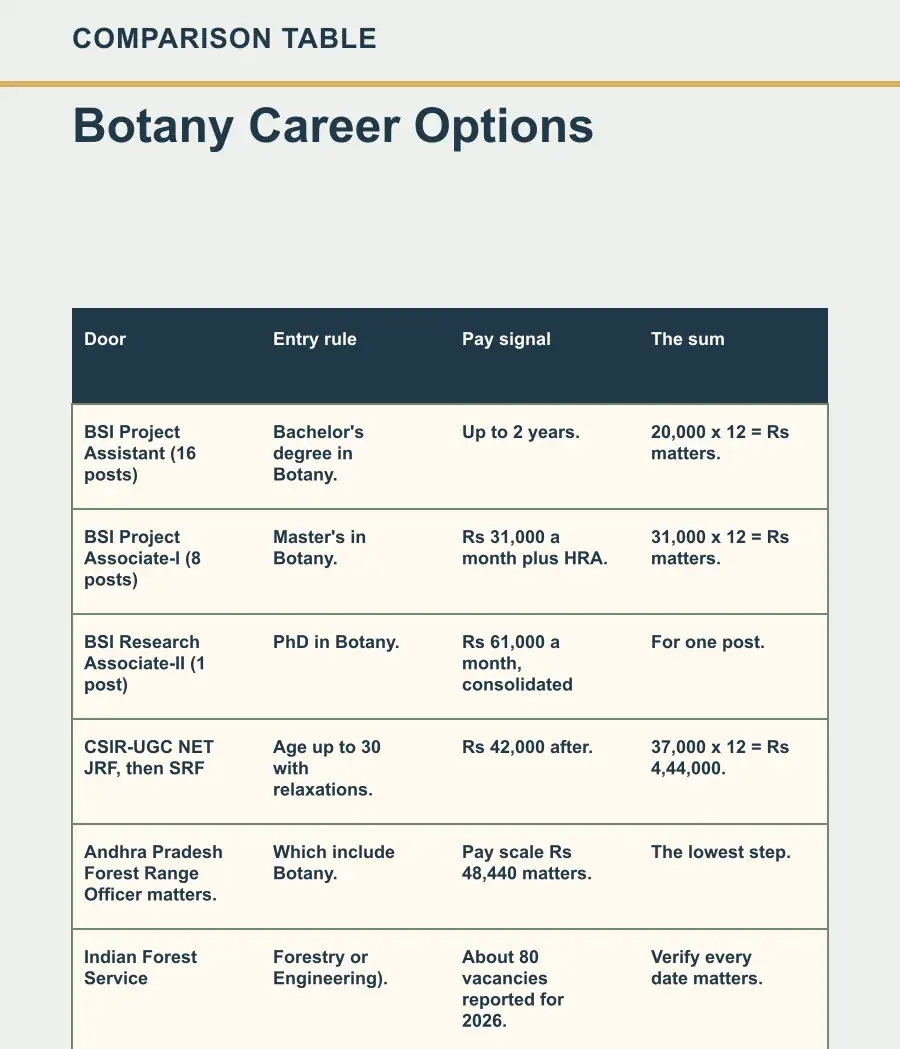 COMPARISON TABLE
Botany Career Options
Door Entry rule Pay signal The sum
BSI Project Bachelor's Up to 2 years. 20,000 x 12 = Rs
Assistant (16 degree in matters.
posts) Botany.
BSI Project Master's in Rs 31,000 a 31,000 x 12 = Rs
Associate-I (8 Botany. month plus HRA. matters.
posts)
BSI Research PhD in Botany. Rs 61,000 a For one post.
Associate-II (1 month,
post) consolidated
CSIR-UGC NET Age up to 30 Rs 42,000 after. 37,000 x 12 = Rs
JRF, then SRF with 4,44,000.
relaxations.
Andhra Pradesh Which include Pay scale Rs The lowest step.
Forest Range Botany. 48,440 matters.
Officer matters.
Indian Forest Forestry or About 80 Verify every
Service Engineering). vacancies date matters.
reported for
2026.